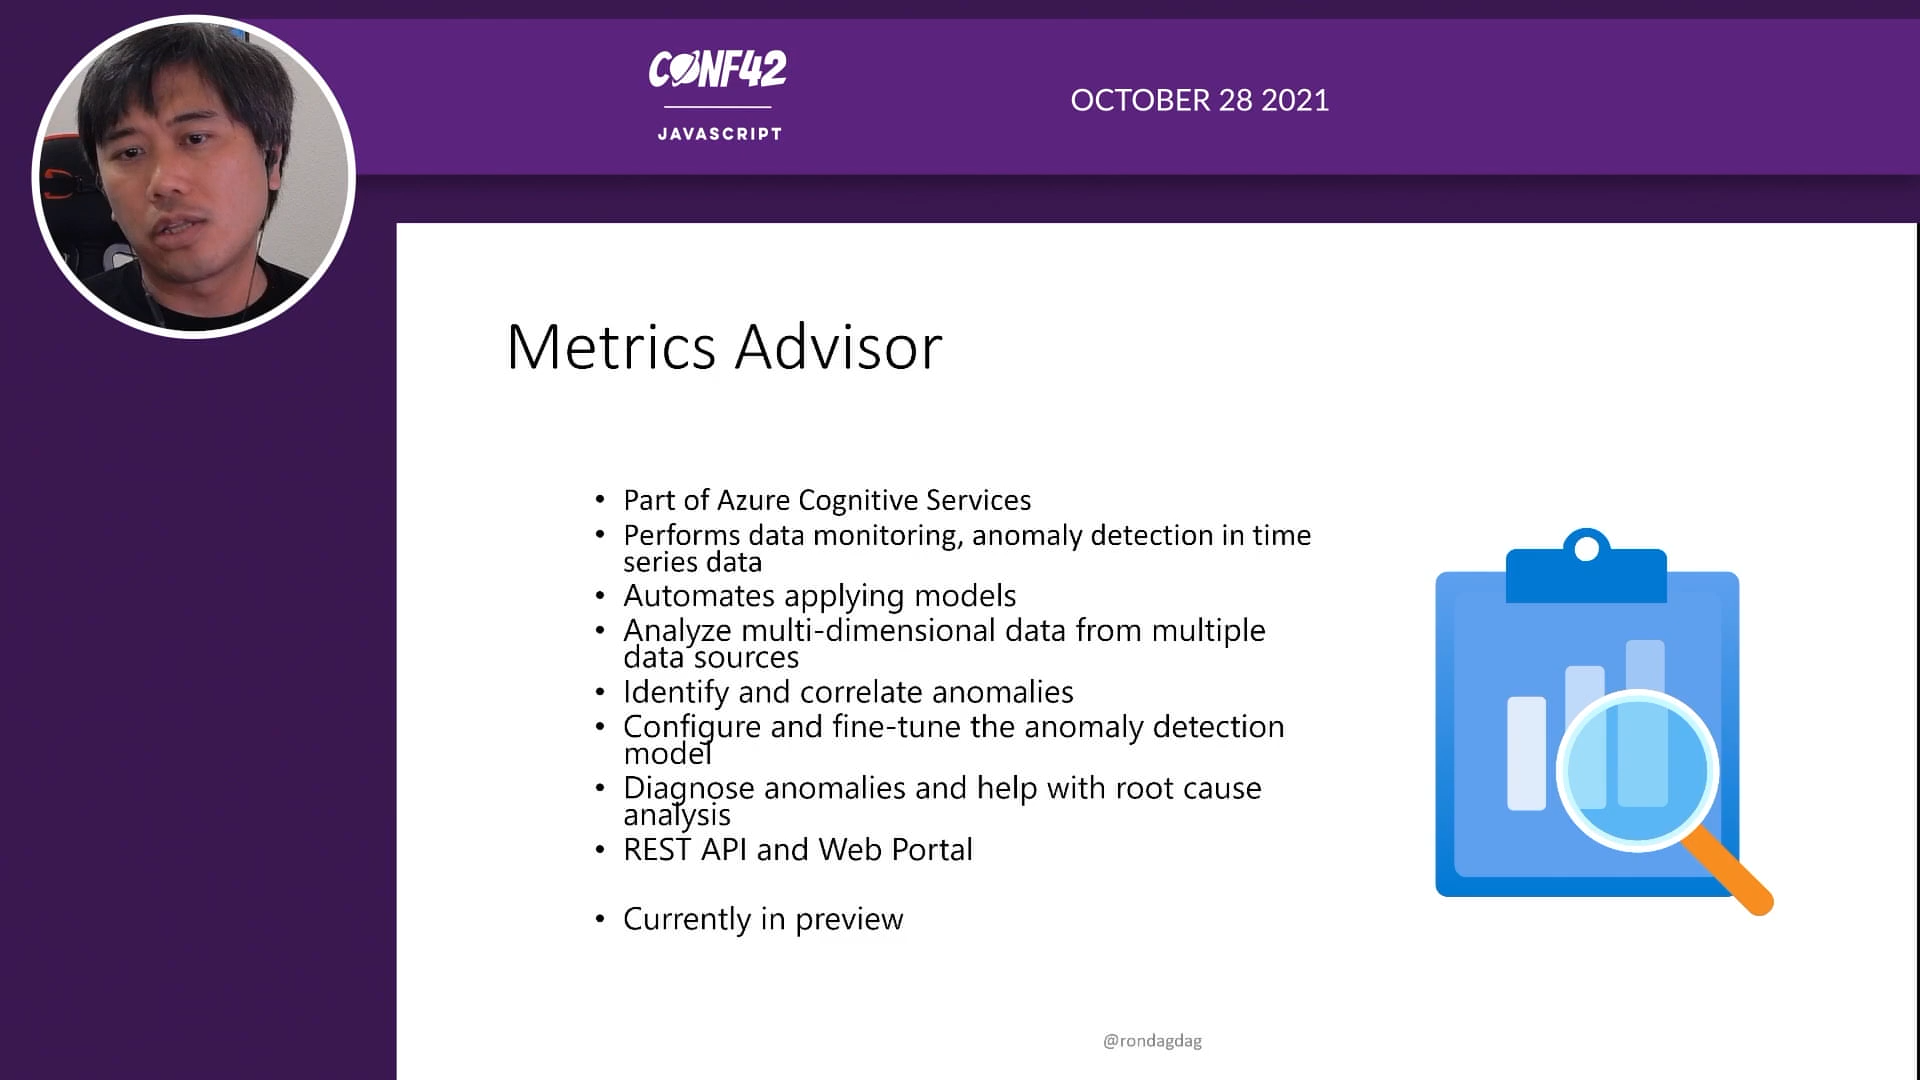 CONF42
JAVASCRIPT
OCTOBER 28 2021
Metrics Advisor
• Part of Azure Cognitive Services
• Performs data monitoring, anomaly detection in time
series data
• Automates applying models
• Analyze multi-dimensional data from multiple
data sources
• Identify and correlate anomalies
• Configure and fine-tune the anomaly detection
model
• Diagnose anomalies and help with root cause
analysis
• REST API and Web Portal
• Currently in preview
@rondagdag